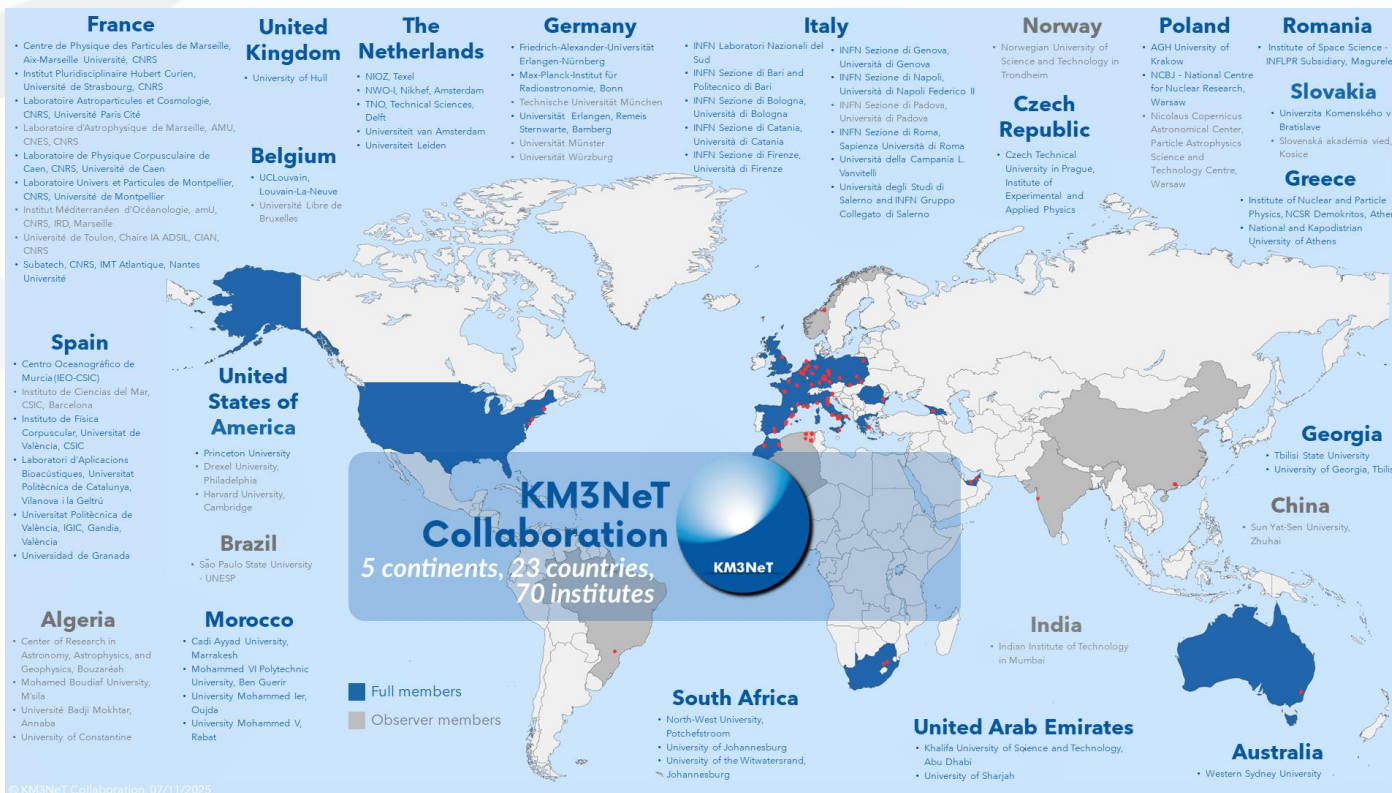 France
• Centre de Physique des Particules de Marseille,
Aix-Marseille Université, CNRS
• Institut Pluridisciplinaire Hubert Curien,
Université de Strasbourg, CNRS
• Laboratoire Astroparticules et Cosmologie,
CNRS, Université Paris Cité
• Laboratoire d'Astrophysique de Marseille, AMU,
CNES, CNRS
• Laboratoire de Physique Corpusculaire de
Caen, CNRS, Université de Caen
• Laboratoire Univers et Particules de Montpellier,
CNRS, Université de Montpellier
• Institut Méditerranéen d'Océanologie, amU,
CNRS, IRD, Marseille
• Université de Toulon, Chaire IA ADSIL, CIAN,
CNRS
• Subatech, CNRS, IMT Atlantique, Nantes
Université
United
Kingdom
• University of Hull
Belgium
• UCLouvain,
Louvain-La-Neuve
• Université Libre de
Bruxelles
The
Netherlands
• NIOZ, Texel
• NWO-I, Nikhef, Amsterdam
• TNO, Technical Sciences,
Delft
• Universiteit van Amsterdam
• Universiteit Leiden
Germany
• Friedrich-Alexander-Universität
Erlangen-Nürnberg
• Max-Planck-Institut für
Radioastronomie, Bonn
• Technische Universität München
• Universität Erlangen, Remeis
Sternwarte, Bamberg
• Universität Münster
• Universität Würzburg
Italy
• INFN Laboratori Nazionali del
Sud
• INFN Sezione di Bari and
Politecnico di Bari
• INFN Sezione di Bologna,
Università di Bologna
• INFN Sezione di Catania,
Università di Catania
• INFN Sezione di Firenze,
Università di Firenze
• INFN Sezione di Genova,
Università di Genova
• INFN Sezione di Napoli,
Università di Napoli Federico II
• INFN Sezione di Padova,
Università di Padova
• INFN Sezione di Roma,
Sapienza Università di Roma
• Università della Campania L.
Vanvitelli
• Università degli Studi di
Salerno and INFN Gruppo
Collegato di Salerno
Norway
• Norwegian University of
Science and Technology in
Trondheim
Czech
Republic
• Czech Technical
University in Prague,
Institute of
Experimental and
Applied Physics
Poland
• AGH University of
Krakow
• NCBJ - National Centre
for Nuclear Research,
Warsaw
• Nicolaus Copernicus
Astronomical Center,
Particle Astrophysics
Science and
Technology Centre,
Warsaw
Romania
• Institute of Space Science -
INFLPR Subsidiary, Magurele
Slovakia
• Univerzita Komenského v
Bratislave
• Slovenská akadémia vied,
Kosice
Greece
• Institute of Nuclear and Particle
Physics, NCSR Demokritos, Athen
• National and Kapodistrian
University of Athens
Spain
• Centro Oceanográfico de
Murcia (IEO-CSIC)
• Instituto de Ciencias del Mar,
CSIC, Barcelona
• Instituto de Física
Corpuscular, Universitat de
València, CSIC
• Laboratori d'Aplicacions
Bioacústiques, Universitat
Politècnica de Catalunya,
Vilanova i la Geltrú
• Universitat Politècnica de
València, IGIC, Gandia,
València
• Universidad de Granada
United
States of
America
• Princeton University
• Drexel University,
Philadelphia
• Harvard University,
Cambridge
Brazil
• São Paulo State University
- UNESP
KM3NeT
Collaboration
5 continents, 23 countries,
70 institutes
KM3NeT
Georgia
• Tbilisi State University
• University of Georgia, Tbilis
China
• Sun Yat-Sen University,
Zhuhai
India
• Indian Institute of Technology
in Mumbai
Algeria
• Center of Research in
Astronomy, Astrophysics, and
Geophysics, Bouzaréah
• Mohamed Boudiaf University,
M'sila
• Université Badji Mokhtar,
Annaba
• University of Constantine
Morocco
• Cadi Ayyad University,
Marrakesh
• Mohammed VI Polytechnic
University, Ben Guerir
• University Mohammed Ier,
Oujda
• University Mohammed V,
Rabat
Full members
Observer members
South Africa
• North-West University,
Potchefstroom
• University of Johannesburg
• University of the Witwatersrand,
Johannesburg
United Arab Emirates
• Khalifa University of Science and Technology,
Abu Dhabi
• University of Sharjah
Australia
• Western Sydney University
© KM3NeT Collaboration, 07/11/2025